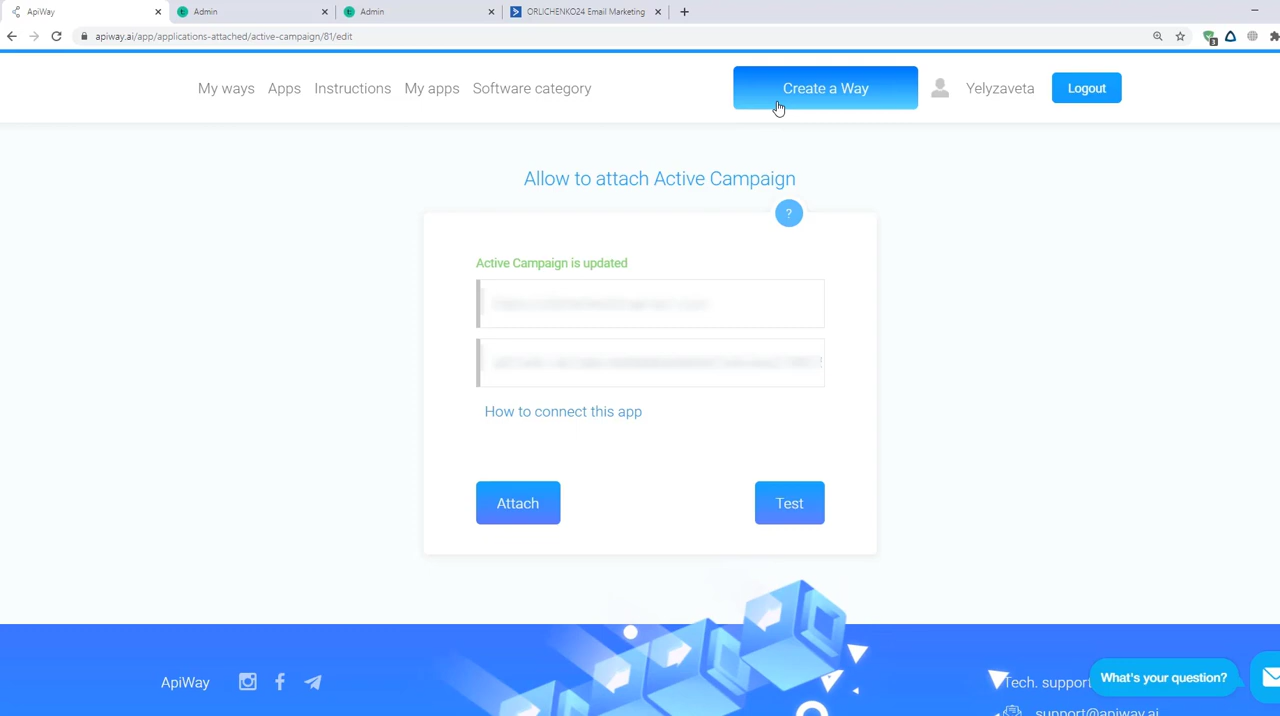 ApiWay
Admin
Admin
ORLICHENKO24 Email Marketing
apiway.ai/app/applications-attached/active-campaign/81/edit
My ways Apps Instructions My apps Software category Create a Way Yelyzaveta Logout
Allow to attach Active Campaign
?
Active Campaign is updated
How to connect this app
Attach Test
ApiWay
Tech. support
What's your question?
support@apiway.ai